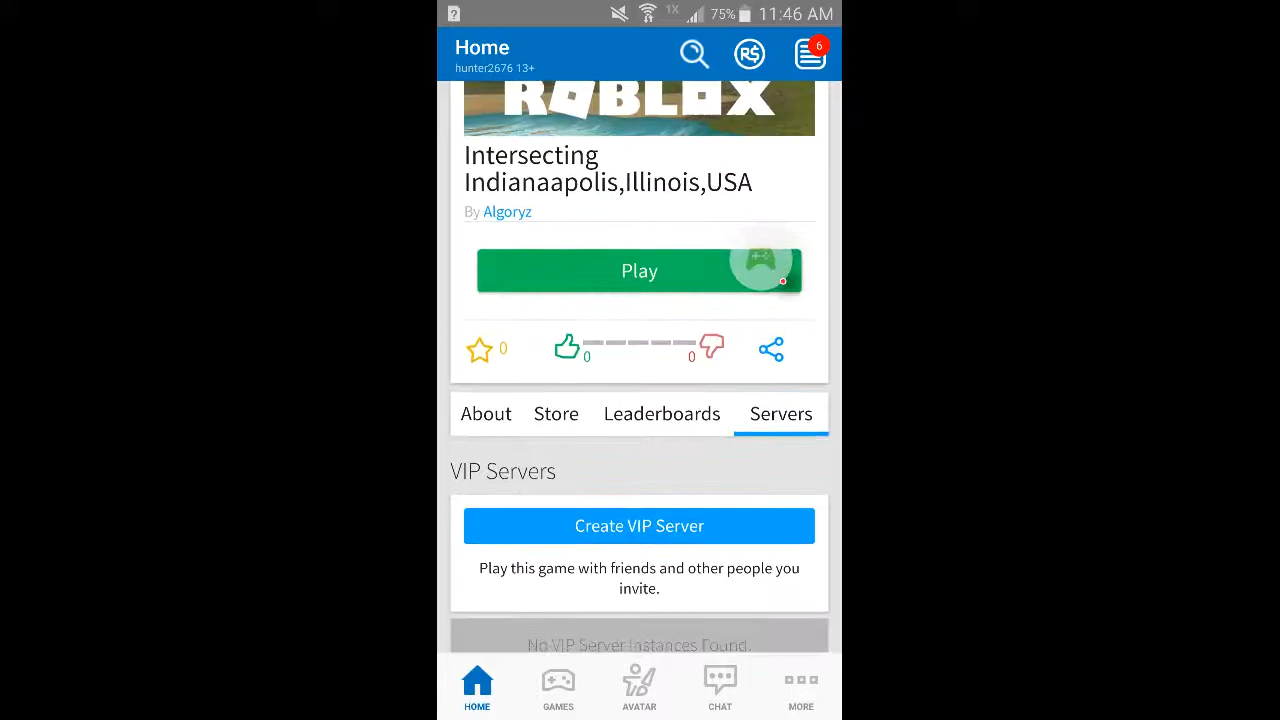 1X 75% 11:46 AM
Home
hunter2676 13+
R$
6
ROBLOX
Intersecting
Indianaapolis,Illinois,USA
By Algoryz
Play
0
0
0
About Store Leaderboards Servers
VIP Servers
Create VIP Server
Play this game with friends and other people you
invite.
No VIP Server Instances Found.
HOME GAMES AVATAR CHAT MORE